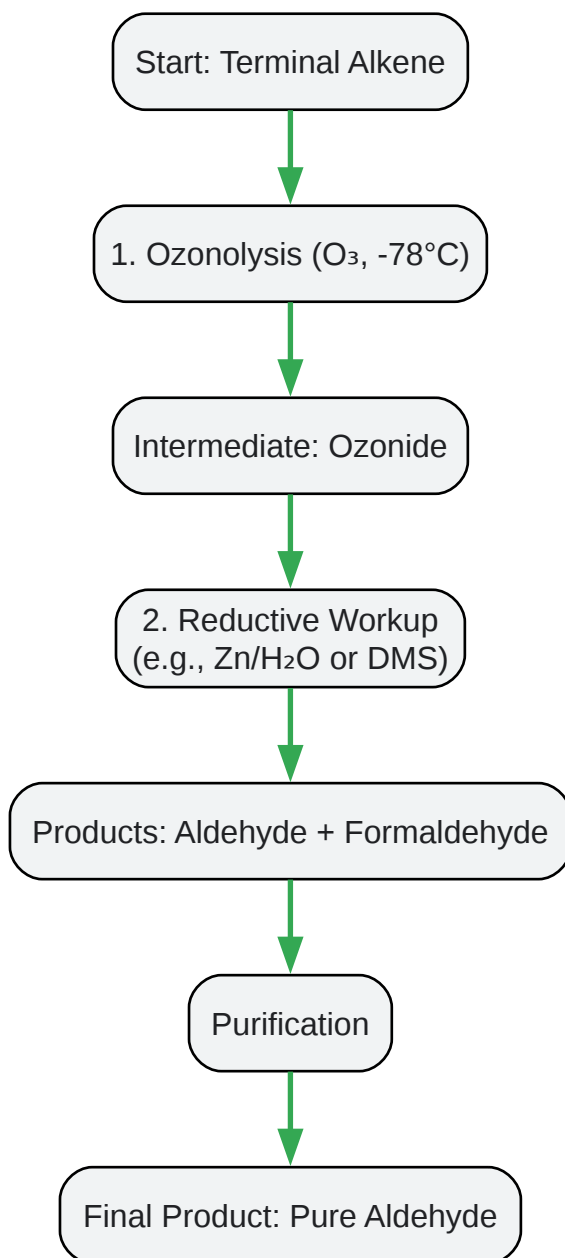 Start: Terminal Alkene
1. Ozonolysis (O₃, -78°C)
Intermediate: Ozonide
2. Reductive Workup
(e.g., Zn/H₂O or DMS)
Products: Aldehyde + Formaldehyde
Purification
Final Product: Pure Aldehyde